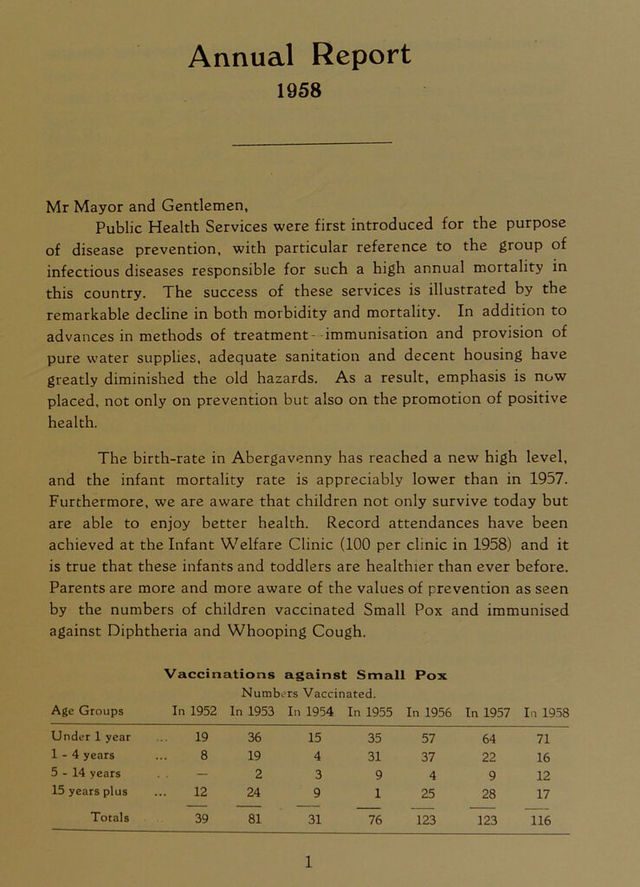 Annual Report
1958
Mr Mayor and Gentlemen,
Public Health Services were first introduced for the purpose
of disease prevention, with particular reference to the group of
infectious diseases responsible for such a high annual mortality in
this country. The success of these services is illustrated by the
remarkable decline in both morbidity and mortality. In addition to
advances in methods of treatment - immunisation and provision of
pure water supplies, adequate sanitation and decent housing have
greatly diminished the old hazards. As a result, emphasis is now
placed, not only on prevention but also on the promotion of positive
health.
The birth-rate in Abergavenny has reached a new high level,
and the infant mortality rate is appreciably lower than in 1957.
Furthermore, we are aware that children not only survive today but
are able to enjoy better health. Record attendances have been
achieved at the Infant Welfare Clinic (100 per clinic in 1958) and it
is true that these infants and toddlers are healthier than ever before.
Parents are more and more aware of the values of prevention as seen
by the numbers of children vaccinated Small Pox and immunised
against Diphtheria and Whooping Cough.
Vaccinations against Small Pox
Numbers Vaccinated.
Age Groups In 1952 In 1953 In 1954 In 1955 In 1956 In 1957 In 1958
Under 1 year ... 19 36 15 35 57 64 71
1 - 4 years ... 8 19 4 31 37 22 16
5 - 14 years . . — 2 3 9 4 9 12
15 years plus ... 12 24 9 1 25 28 17
Totals . .. 39 81 31 76 123 123 116
1